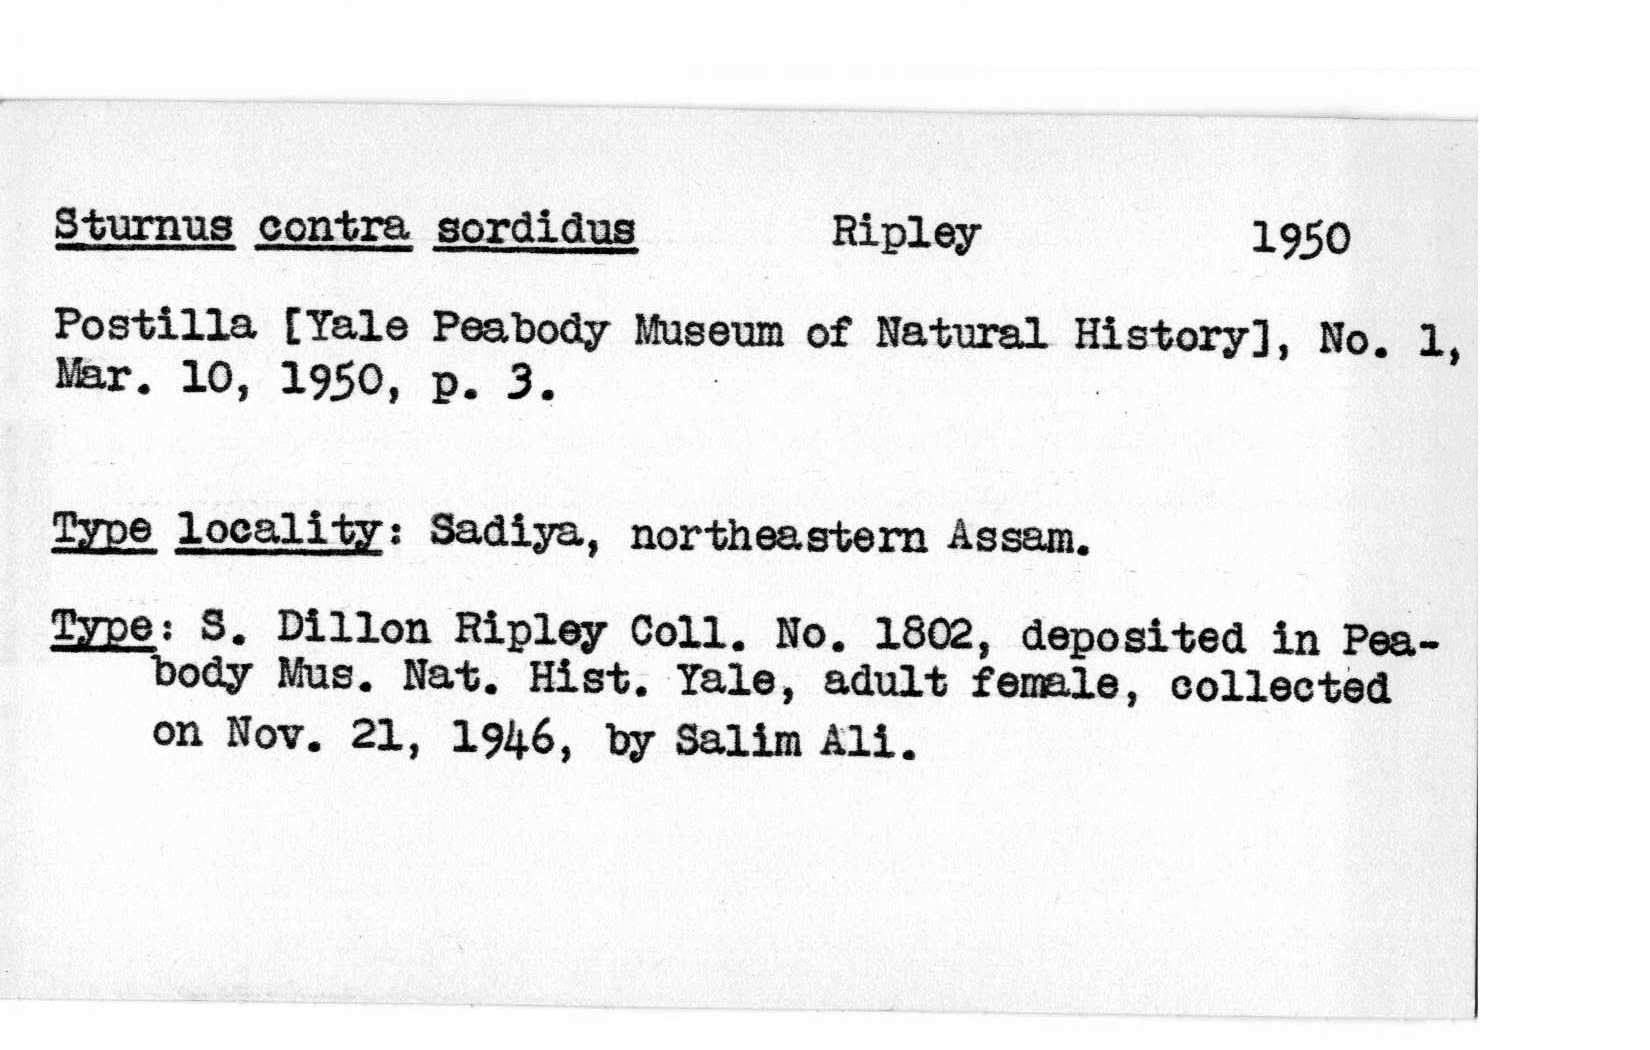 Sturnus contra sordidus Ripley 1950
Postilla [Yale Peabody Museum of Natural History], No. 1,
Mar. 10, 1950, p. 3.
Type locality: Sadiya, northeastern Assam.
Type: S. Dillon Ripley Coll. No. 1802, deposited in Pea-
body Mus. Nat. Hist. Yale, adult female, collected
on Nov. 21, 1946, by Salim Ali.